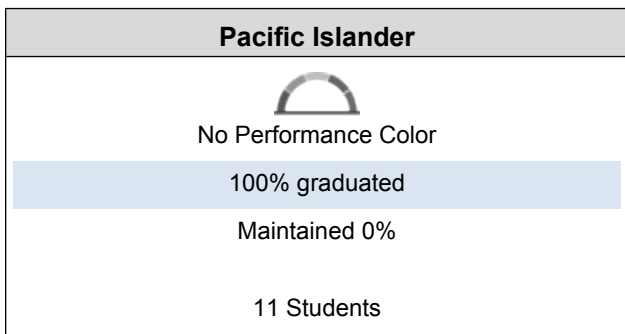 Pacific Islander
No Performance Color
100% graduated
Maintained 0%
11 Students